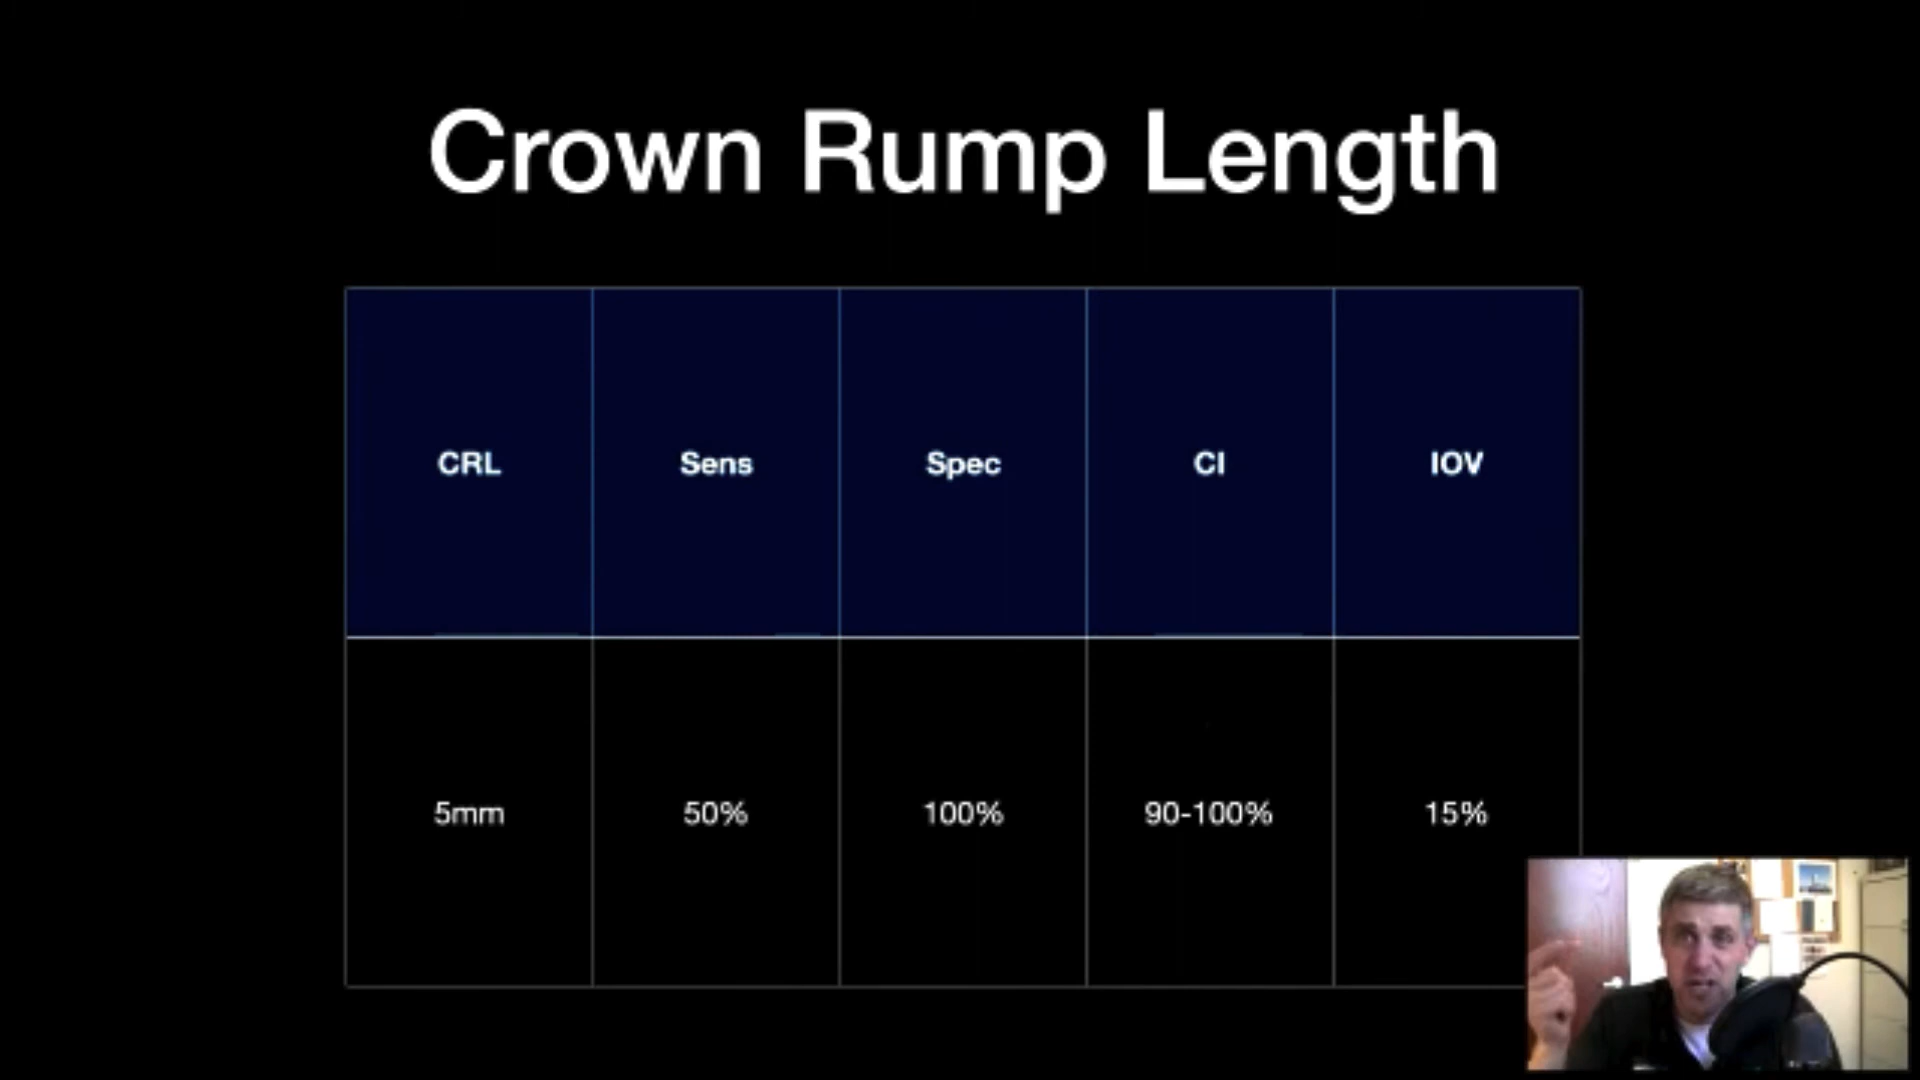 Crown Rump Length
CRL Sens Spec CI IOV
5mm 50% 100% 90-100% 15%